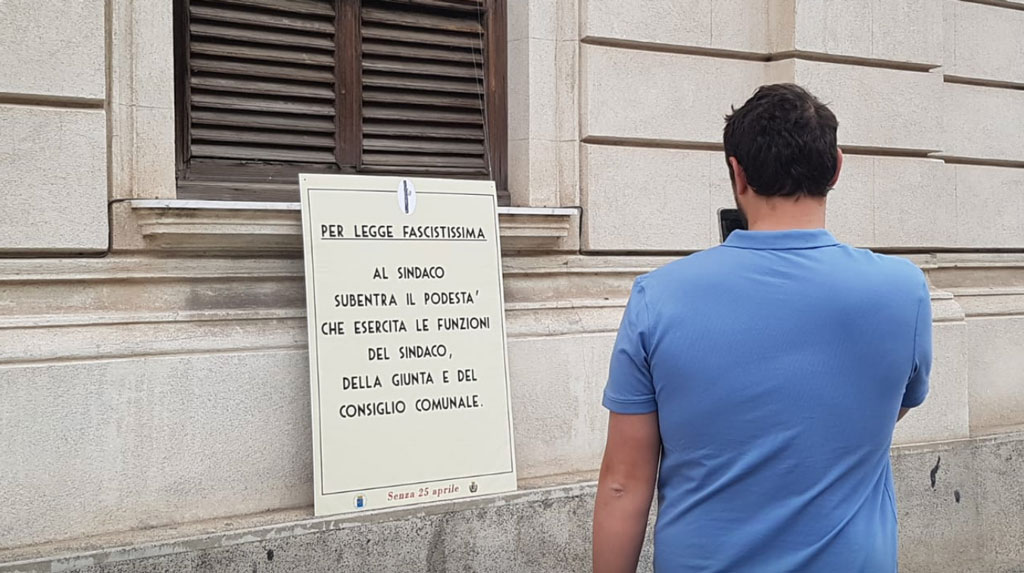 PER LEGGE FASCISTISSIMA
AL SINDACO
SUBENTRA IL PODESTA'
CHE ESERCITA LE FUNZIONI
DEL SINDACO,
DELLA GIUNTA E DEL
CONSIGLIO COMUNALE.
Senza 25 aprile